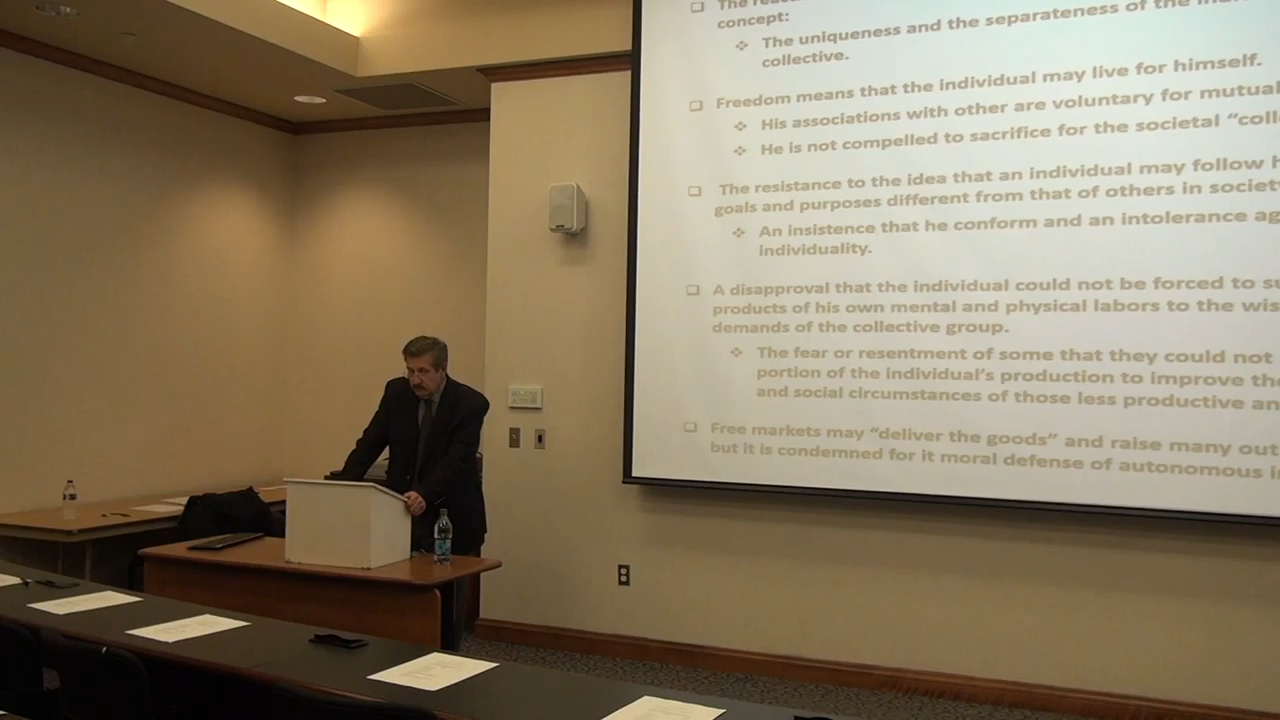 The
concept:
The uniqueness and the separateness of the
collective.
Freedom means that the individual may live for himself.
His associations with other are voluntary for mutual
He is not compelled to sacrifice for the societal “coll
The resistance to the idea that an individual may follow h
goals and purposes different from that of others in societ
An insistence that he conform and an intolerance ag
individuality.
A disapproval that the individual could not be forced to su
products of his own mental and physical labors to the wis
demands of the collective group.
The fear or resentment of some that they could not
portion of the individual’s production to improve the
and social circumstances of those less productive an
Free markets may “deliver the goods” and raise many out
but it is condemned for it moral defense of autonomous i